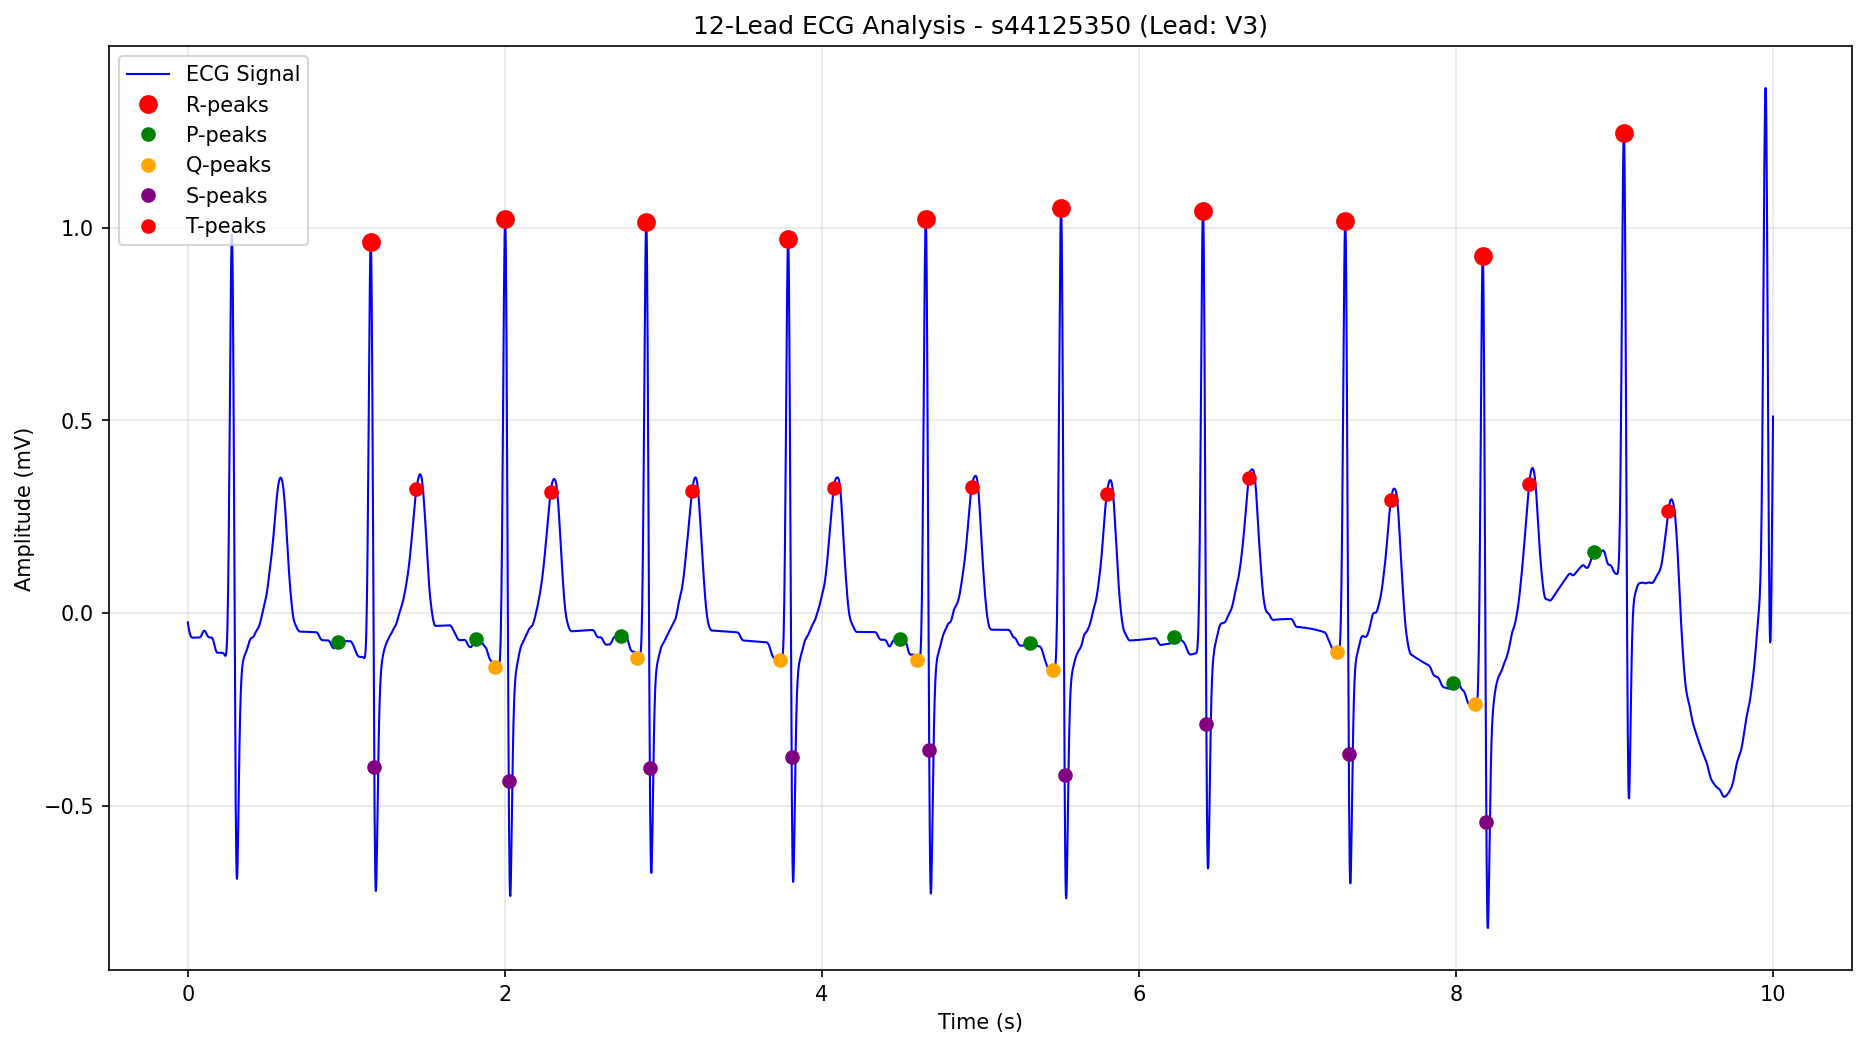 12-Lead ECG Analysis - s44125350 (Lead: V3)
ECG Signal
R-peaks
P-peaks
Q-peaks
S-peaks
T-peaks
Amplitude (mV)
1.0
0.5
0.0
−0.5
0
2
4
6
8
10
Time (s)